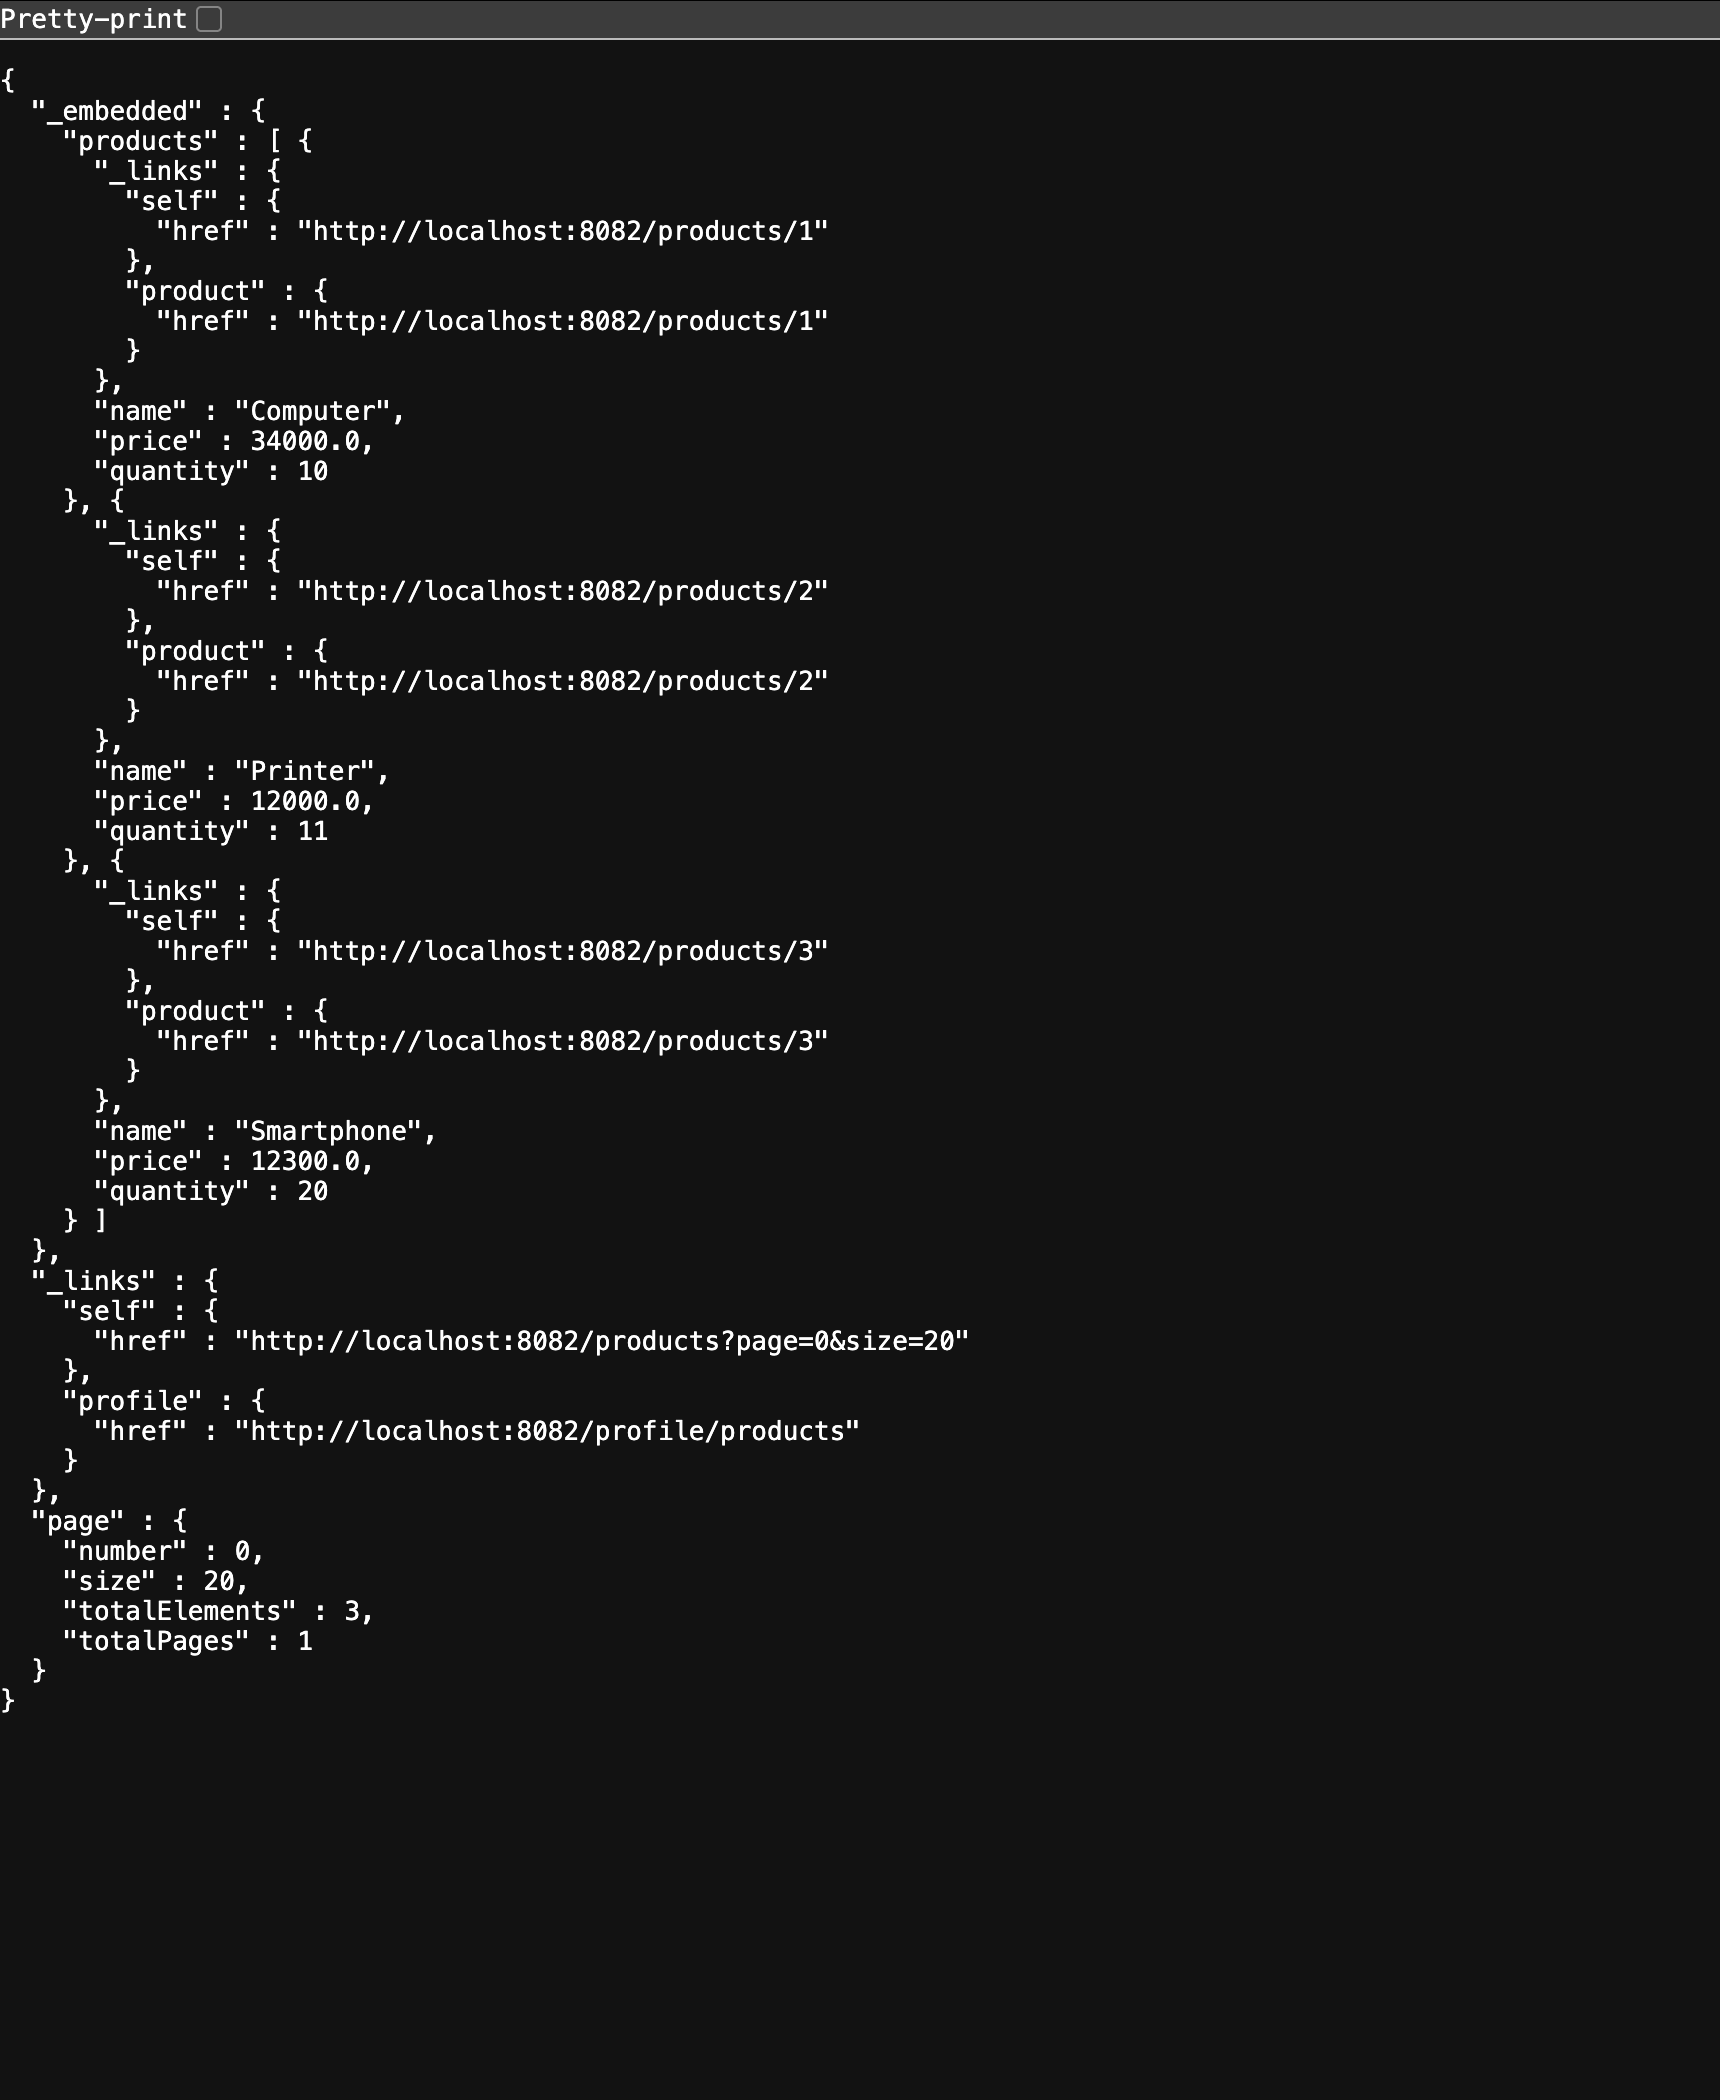 Pretty-print
{
  "_embedded" : {
    "products" : [ {
      "_links" : {
        "self" : {
          "href" : "http://localhost:8082/products/1"
        },
        "product" : {
          "href" : "http://localhost:8082/products/1"
        }
      },
      "name" : "Computer",
      "price" : 34000.0,
      "quantity" : 10
    }, {
      "_links" : {
        "self" : {
          "href" : "http://localhost:8082/products/2"
        },
        "product" : {
          "href" : "http://localhost:8082/products/2"
        }
      },
      "name" : "Printer",
      "price" : 12000.0,
      "quantity" : 11
    }, {
      "_links" : {
        "self" : {
          "href" : "http://localhost:8082/products/3"
        },
        "product" : {
          "href" : "http://localhost:8082/products/3"
        }
      },
      "name" : "Smartphone",
      "price" : 12300.0,
      "quantity" : 20
    } ]
  },
  "_links" : {
    "self" : {
      "href" : "http://localhost:8082/products?page=0&size=20"
    },
    "profile" : {
      "href" : "http://localhost:8082/profile/products"
    }
  },
  "page" : {
    "number" : 0,
    "size" : 20,
    "totalElements" : 3,
    "totalPages" : 1
  }
}